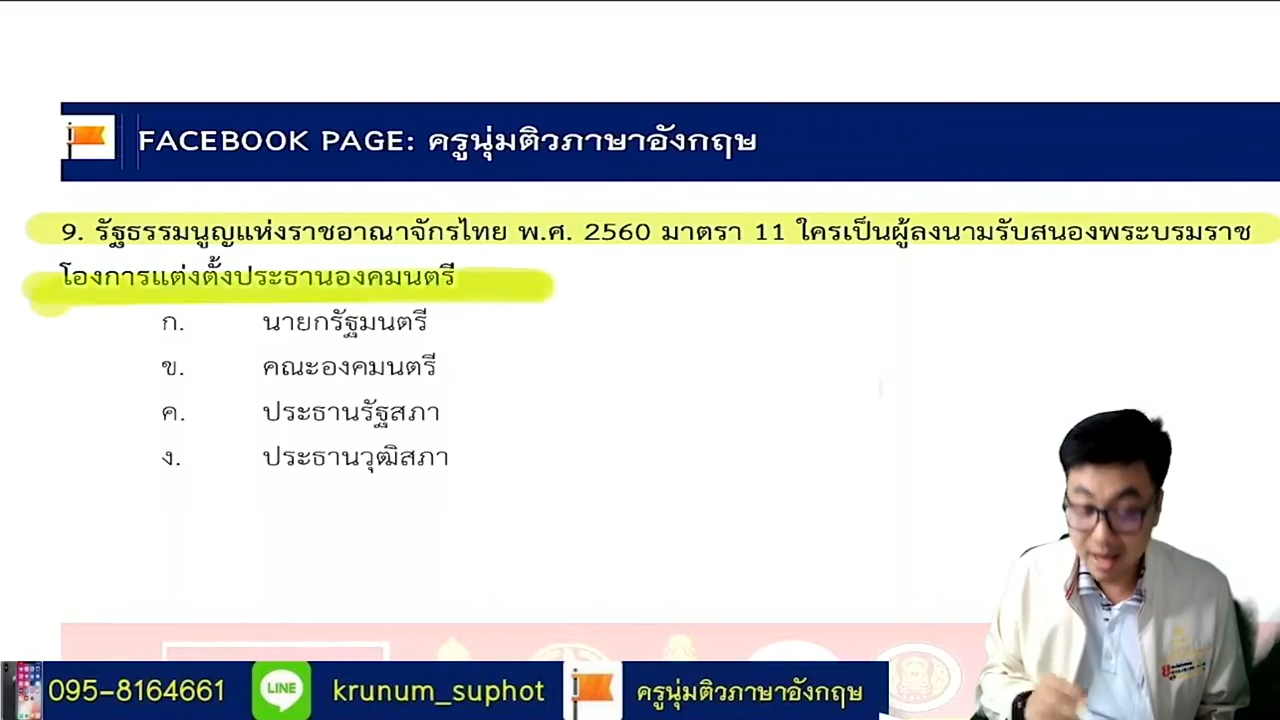 FACEBOOK PAGE: ครูนุ่มติวภาษาอังกฤษ
9. รัฐธรรมนูญแห่งราชอาณาจักรไทย พ.ศ. 2560 มาตรา 11 ใครเป็นผู้ลงนามรับสนองพระบรมราช
โองการแต่งตั้งประธานองคมนตรี
ก. นายกรัฐมนตรี
ข. คณะองคมนตรี
ค. ประธานรัฐสภา
ง. ประธานวุฒิสภา
095-8164661 LINE krunum_suphot ครูนุ่มติวภาษาอังกฤษ